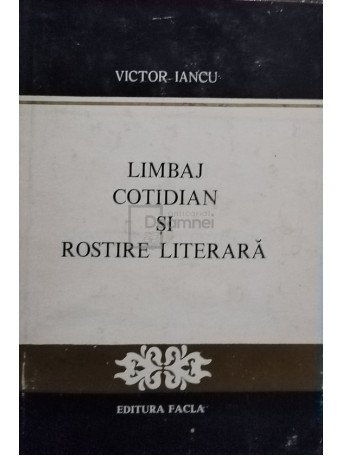 VICTOR IANCU
LIMBAJ
COTIDIAN
ȘI
ROSTIRE LITERARĂ
EDITURA FACLA